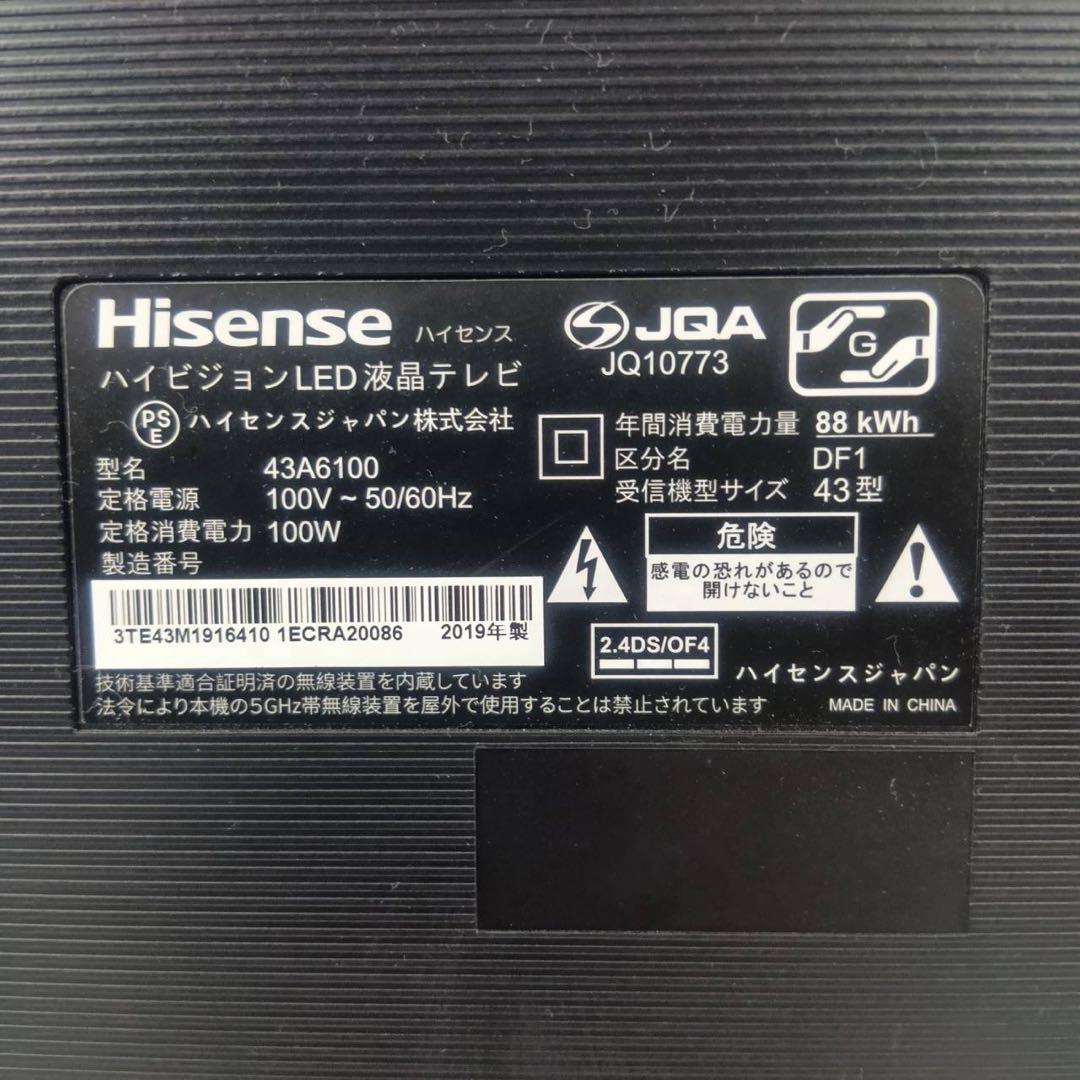 Hisense ハイセンス
ハイビジョンLED液晶テレビ
PSE ハイセンスジャパン株式会社
型名 43A6100
定格電源 100V ~ 50/60Hz
定格消費電力 100W
製造番号
3TE43M1916410 1ECRA20086 2019年製
JQA
JQ10773
G
年間消費電力量 88 kWh
区分名 DF1
受信機型サイズ 43型
危険
感電の恐れがあるので
開けないこと
!
2.4DS/OF4
ハイセンスジャパン
技術基準適合証明済の無線装置を内蔵しています
法令により本機の5GHz帯無線装置を屋外で使用することは禁止されています
MADE IN CHINA